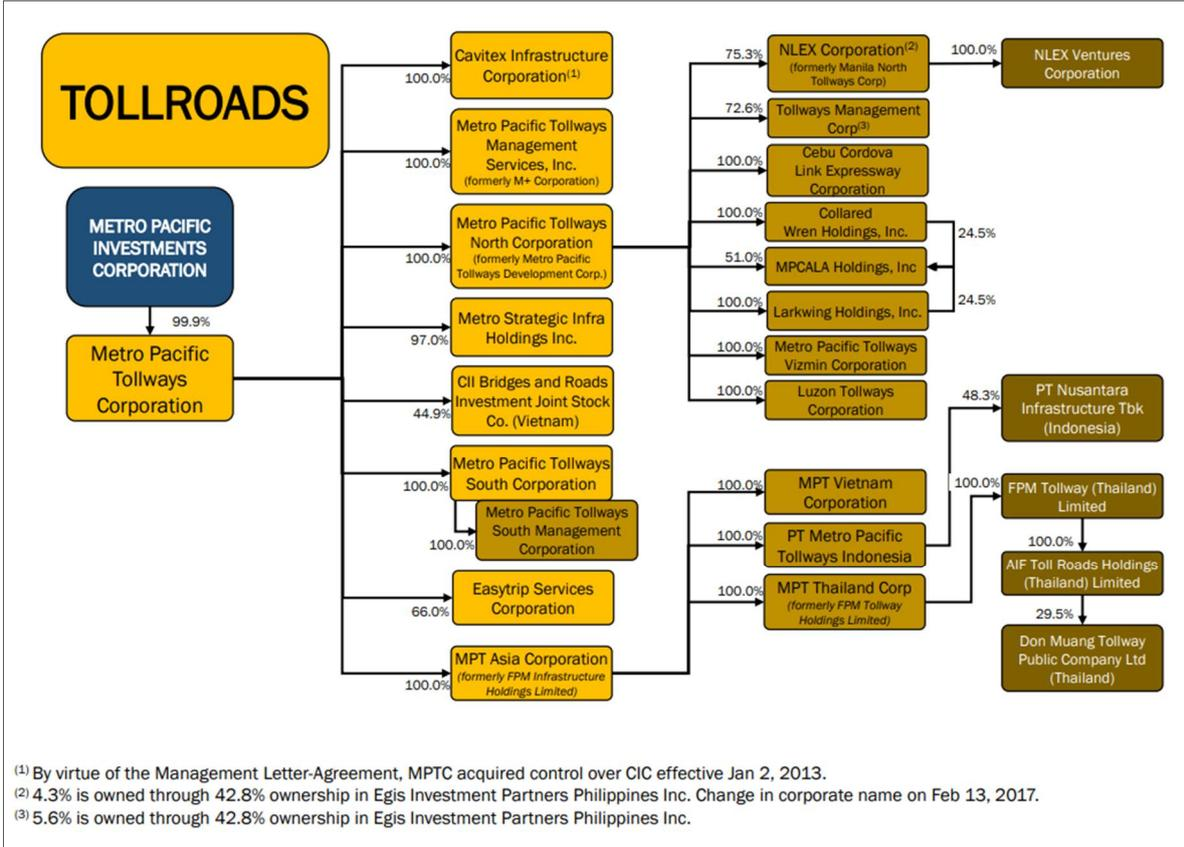 TOLLROADS
METRO PACIFIC
INVESTMENTS
CORPORATION
99.9%
Metro Pacific
Tollways
Corporation
100.0%
Cavitex Infrastructure
Corporation(1)
100.0%
Metro Pacific Tollways
Management
Services, Inc.
(formerly M+ Corporation)
100.0%
Metro Pacific Tollways
North Corporation
(formerly Metro Pacific
Tollways Development Corp.)
97.0%
Metro Strategic Infra
Holdings Inc.
44.9%
CII Bridges and Roads
Investment Joint Stock
Co. (Vietnam)
100.0%
Metro Pacific Tollways
South Corporation
100.0%
Metro Pacific Tollways
South Management
Corporation
66.0%
Easytrip Services
Corporation
100.0%
MPT Asia Corporation
(formerly FPM Infrastructure
Holdings Limited)
75.3%
NLEX Corporation(2)
(formerly Manila North
Tollways Corp)
100.0%
NLEX Ventures
Corporation
72.6%
Tollways Management
Corp(3)
100.0%
Cebu Cordova
Link Expressway
Corporation
100.0%
Collared
Wren Holdings, Inc.
24.5%
51.0%
MPCALA Holdings, Inc
24.5%
100.0%
Larkwing Holdings, Inc.
100.0%
Metro Pacific Tollways
Vizmin Corporation
100.0%
Luzon Tollways
Corporation
100.0%
MPT Vietnam
Corporation
100.0%
PT Metro Pacific
Tollways Indonesia
100.0%
MPT Thailand Corp
(formerly FPM Tollway
Holdings Limited)
48.3%
PT Nusantara
Infrastructure Tbk
(Indonesia)
100.0%
FPM Tollway (Thailand)
Limited
100.0%
AIF Toll Roads Holdings
(Thailand) Limited
29.5%
Don Muang Tollway
Public Company Ltd
(Thailand)
(1) By virtue of the Management Letter-Agreement, MPTC acquired control over CIC effective Jan 2, 2013.
(2) 4.3% is owned through 42.8% ownership in Egis Investment Partners Philippines Inc. Change in corporate name on Feb 13, 2017.
(3) 5.6% is owned through 42.8% ownership in Egis Investment Partners Philippines Inc.